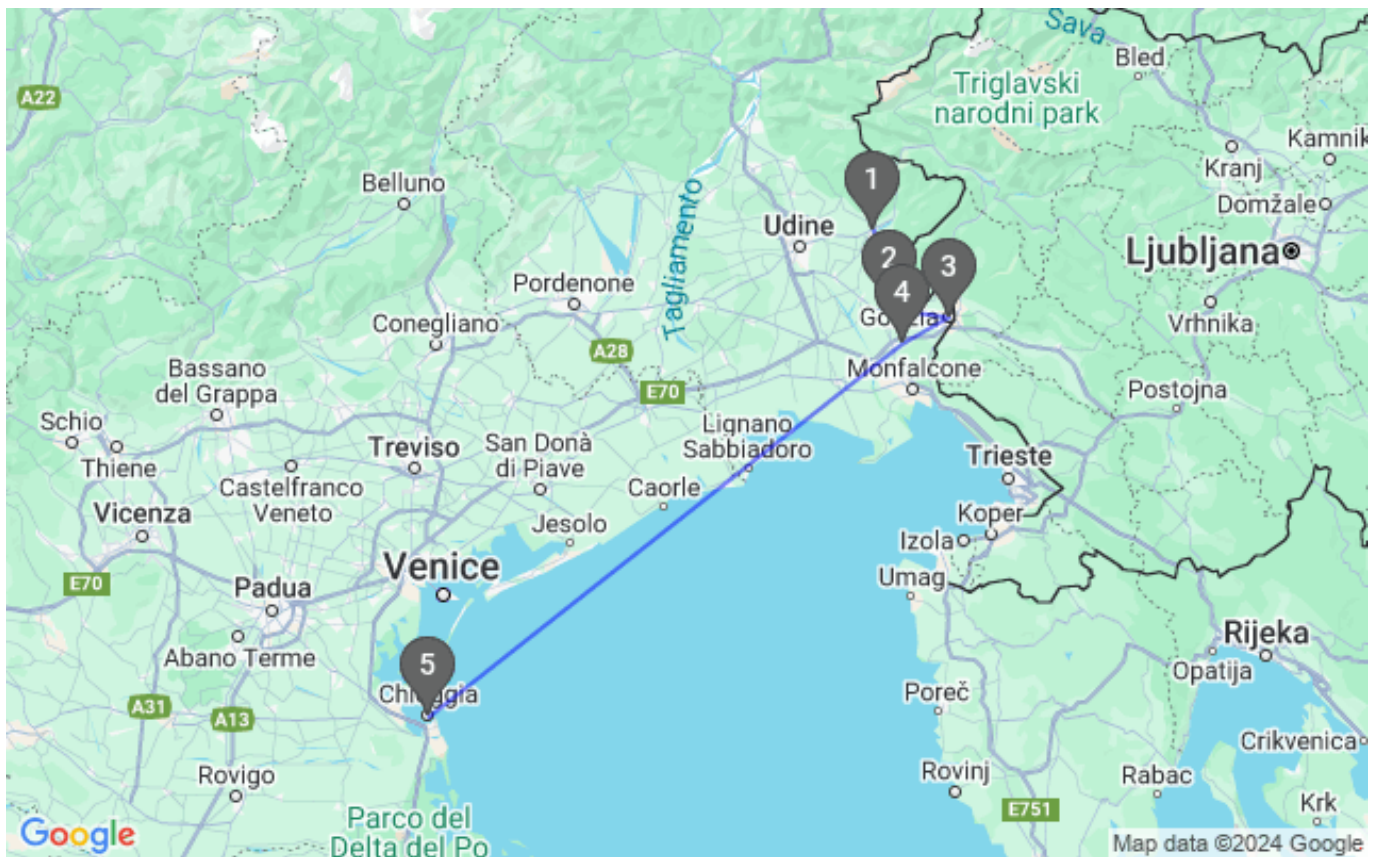 Sava
Bled
A22
Triglavski
narodni park
Kamnik
Kranj
1
Belluno
Tagliamento
Domžale
Udine
Ljubljana
2
3
Pordenone
4
Vrhnika
Conegliano
A28
Monfalcone
Bassano
del Grappa
E70
Postojna
Schio
Thiene
Treviso
San Donà
di Piave
Lignano
Sabbiadoro
Trieste
Castelfranco
Veneto
Caorle
Vicenza
Jesolo
Koper
Izola
Venice
E70
Padua
Umag
Rijeka
Abano Terme
5
Opatija
Poreč
A31
A13
Crikvenica
Rovigo
Rovinj
Rabac
Krk
E751
Parco del
Delta del Po
Google
Map data ©2024 Google